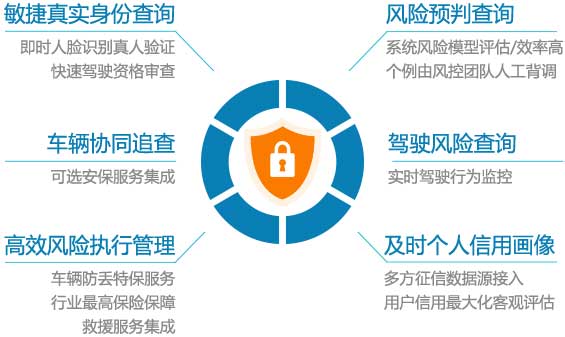 敏捷真实身份查询
即时人脸识别真人验证
快速驾驶资格审查
车辆协同追查
可选安保服务集成
高效风险执行管理
车辆防丢特保服务
行业最高保险保障
救援服务集成
风险预判查询
系统风险模型评估/效率高
个例由风控团队人工背调
驾驶风险查询
实时驾驶行为监控
及时个人信用画像
多方征信数据源接入
用户信用最大化客观评估